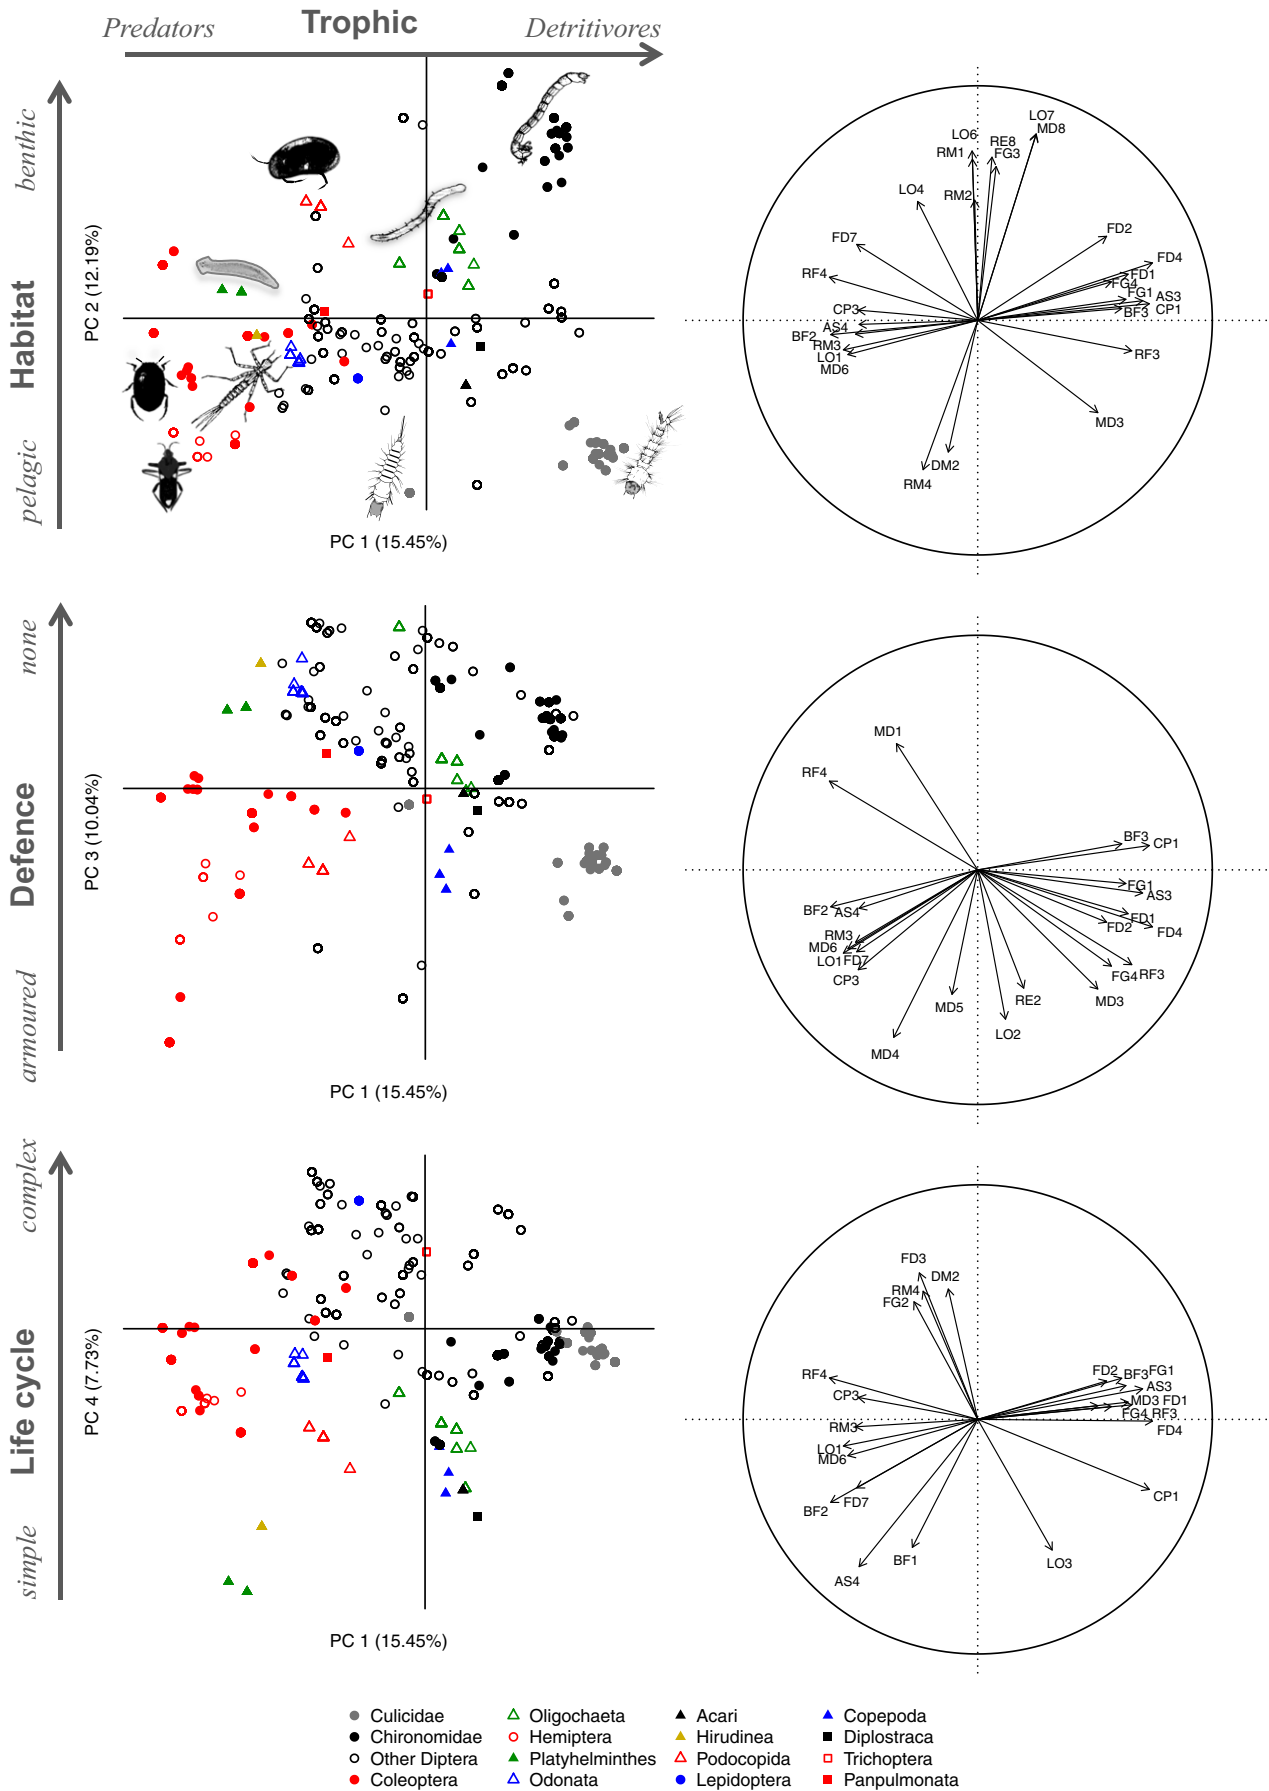 Trophic
Predators
Detritivores
Habitat
benthic
pelagic
PC 2 (12.19%)
PC 1 (15.45%)
LO7
MD8
LO6
RE8
RM1
FG3
LO4
RM2
FD2
FD7
FD4
RF4
FD1
FG4
FG1
AS3
CP3
BF3
CP1
AS4
BF2
RM3
LO1
MD6
RF3
MD3
DM2
RM4
Defence
none
armoured
PC 3 (10.04%)
PC 1 (15.45%)
MD1
RF4
BF3
CP1
FG1
AS3
BF2
AS4
FD1
FD2
FD4
RM3
MD6
LO1
FD7
CP3
FG4
RF3
MD5
RE2
MD3
LO2
MD4
Life cycle
complex
simple
PC 4 (7.73%)
PC 1 (15.45%)
FD3
DM2
RM4
FG2
RF4
FD2
BF3
FG1
CP3
AS3
MD3
FD1
RM3
FG4
RF3
FD4
LO1
MD6
CP1
BF2
FD7
BF1
LO3
AS4
Culicidae
Oligochaeta
Acari
Copepoda
Chironomidae
Hemiptera
Hirudinea
Diplostraca
Other Diptera
Platyhelminthes
Podocopida
Trichoptera
Coleoptera
Odonata
Lepidoptera
Panpulmonata